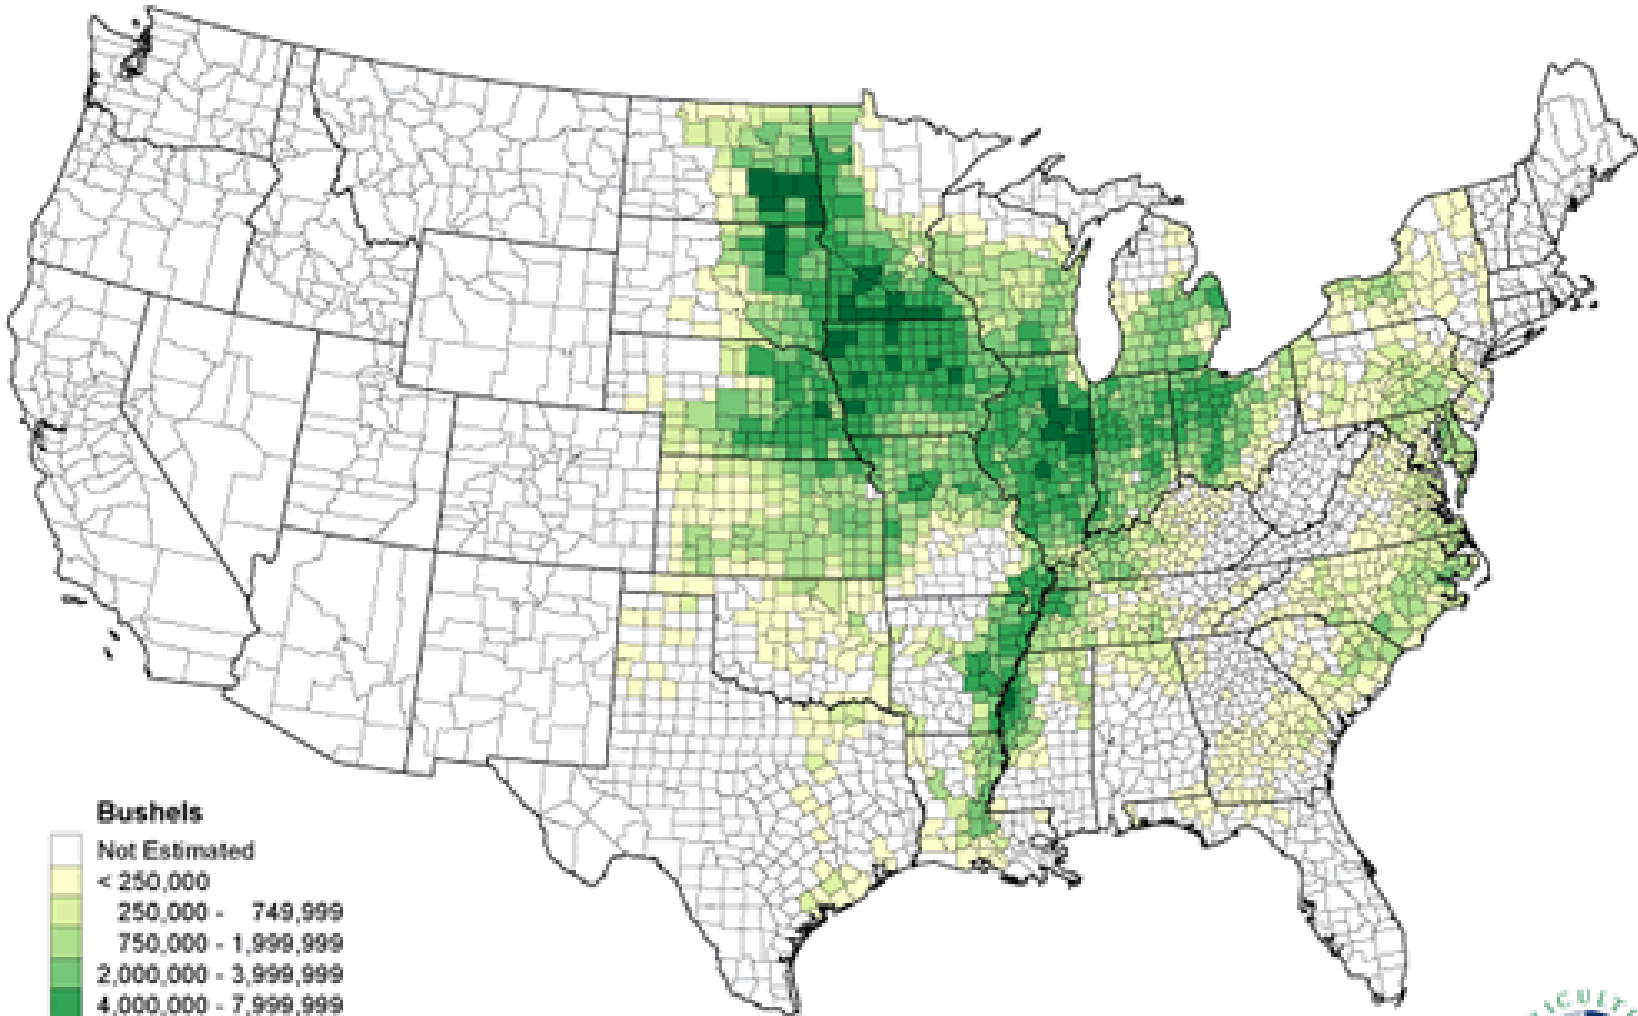 Bushels
Not Estimated
< 250,000
250,000 - 749,999
750,000 - 1,999,999
2,000,000 - 3,999,999
4,000,000 - 7,999,999